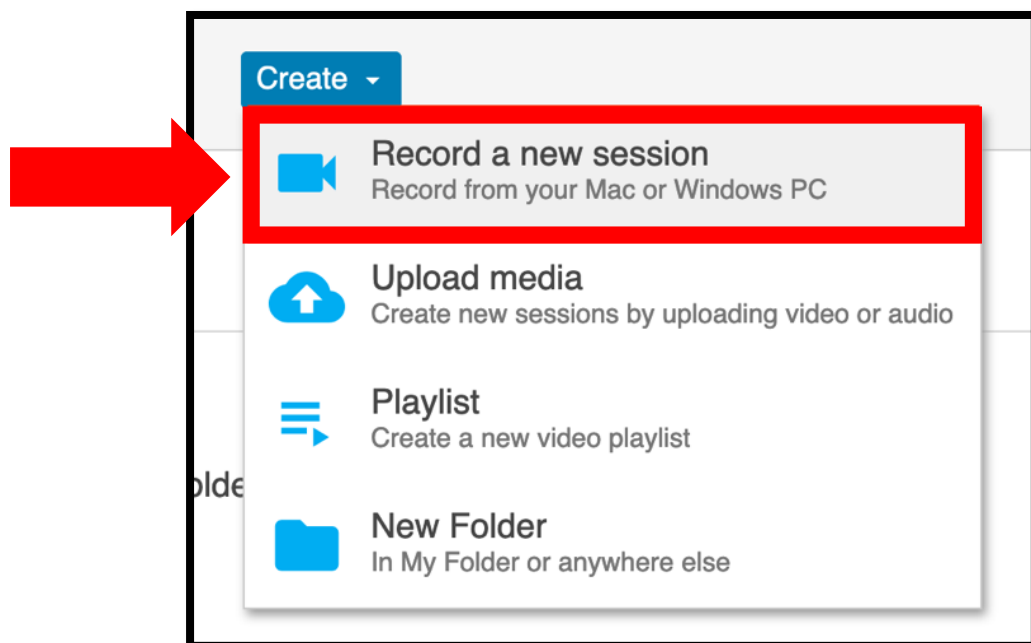 Create
Record a new session
Record from your Mac or Windows PC
Upload media
Create new sessions by uploading video or audio
Playlist
Create a new video playlist
olde
New Folder
In My Folder or anywhere else